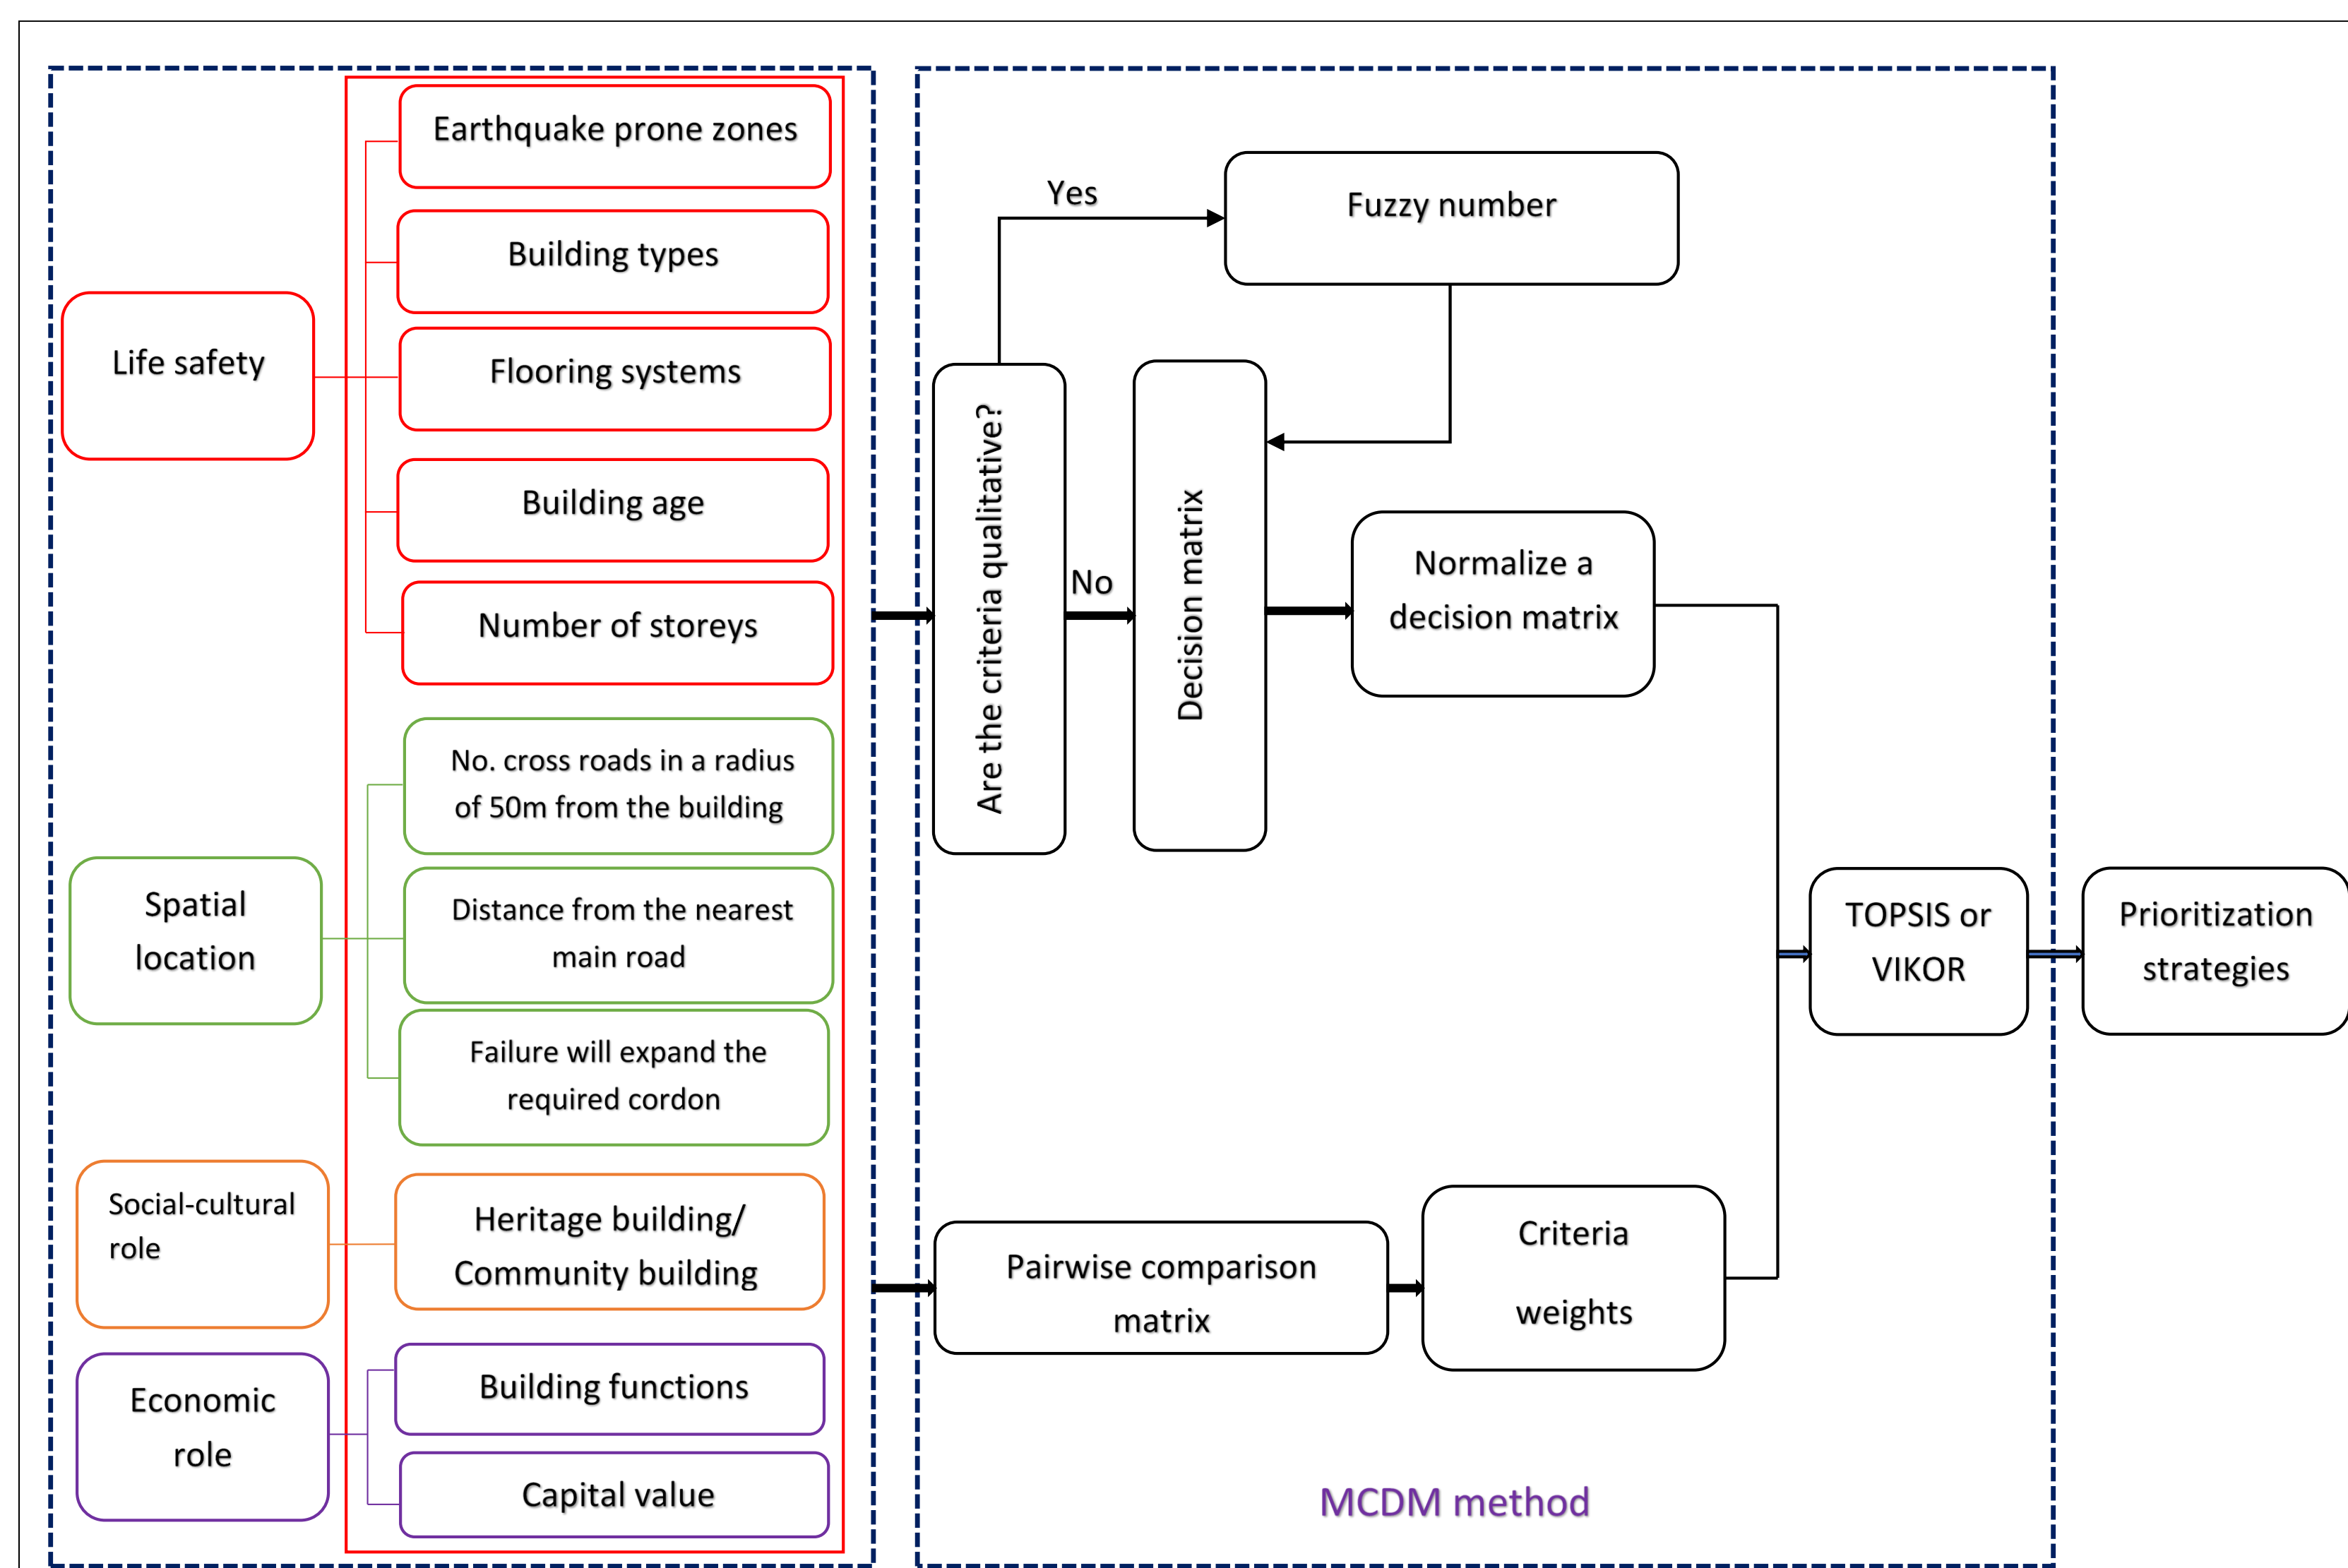 Life safety
Earthquake prone zones
Building types
Flooring systems
Building age
Number of storeys
Spatial
location
No. cross roads in a radius
of 50m from the building
Distance from the nearest
main road
Failure will expand the
required cordon
Social-cultural
role
Heritage building/
Community building
Economic
role
Building functions
Capital value
Are the criteria qualitative?
Yes
No
Fuzzy number
Decision matrix
Normalize a
decision matrix
Pairwise comparison
matrix
Criteria
weights
TOPSIS or
VIKOR
Prioritization
strategies
MCDM method